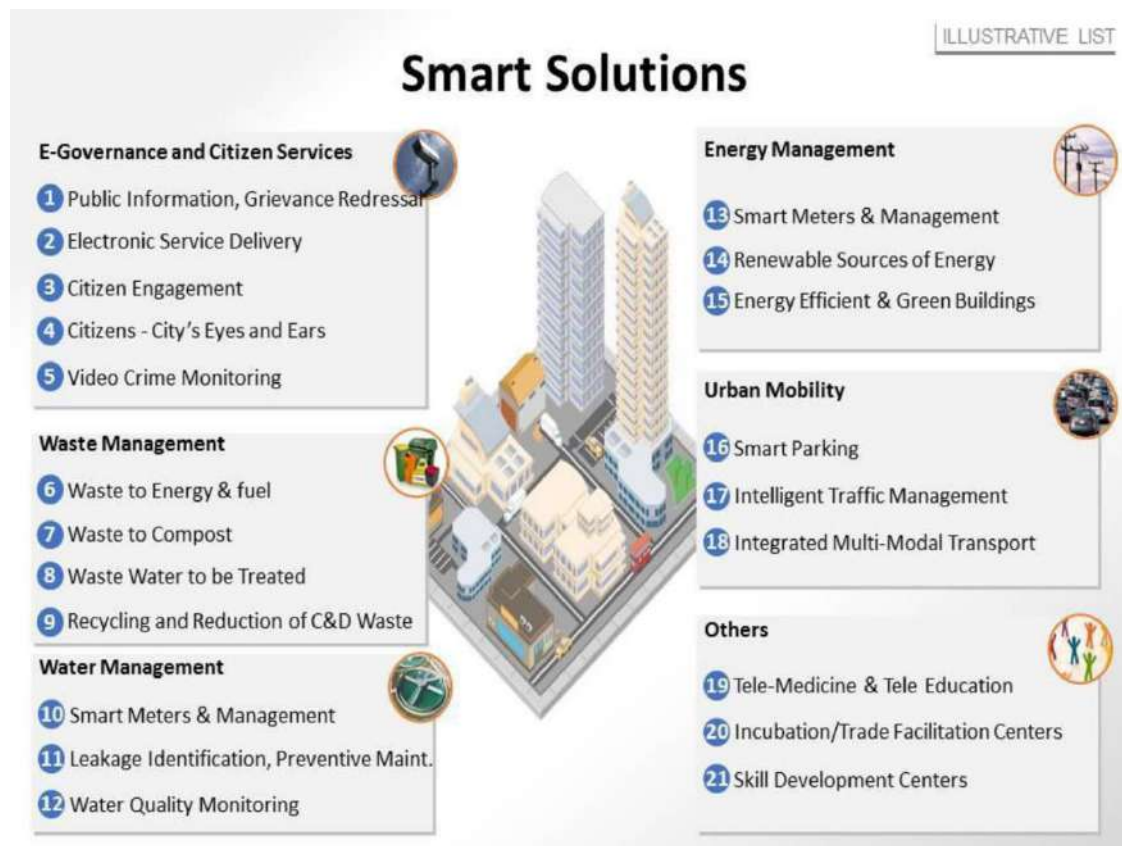 ILLUSTRATIVE LIST
Smart Solutions
E-Governance and Citizen Services
1 Public Information, Grievance Redressal
2 Electronic Service Delivery
3 Citizen Engagement
4 Citizens - City's Eyes and Ears
5 Video Crime Monitoring
Waste Management
6 Waste to Energy & fuel
7 Waste to Compost
8 Waste Water to be Treated
9 Recycling and Reduction of C&D Waste
Water Management
10 Smart Meters & Management
11 Leakage Identification, Preventive Maint.
12 Water Quality Monitoring
Energy Management
13 Smart Meters & Management
14 Renewable Sources of Energy
15 Energy Efficient & Green Buildings
Urban Mobility
16 Smart Parking
17 Intelligent Traffic Management
18 Integrated Multi-Modal Transport
Others
19 Tele-Medicine & Tele Education
20 Incubation/Trade Facilitation Centers
21 Skill Development Centers